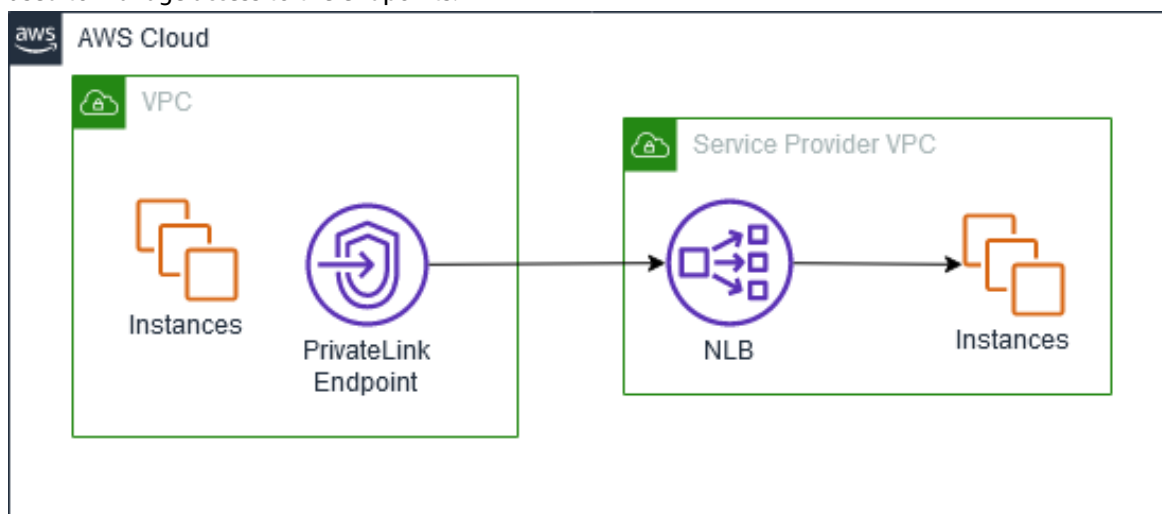 aws AWS Cloud
VPC
Service Provider VPC
Instances
PrivateLink
Endpoint
NLB
Instances